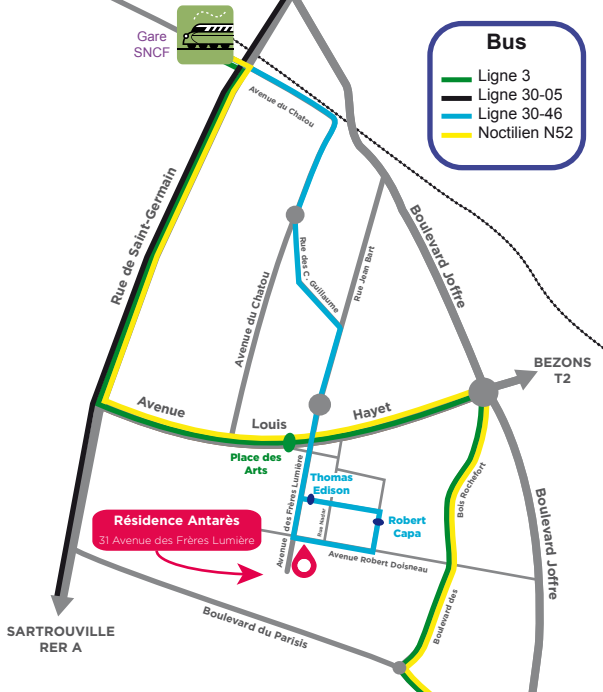 Gare
SNCF
Bus
Ligne 3
Ligne 30-05
Ligne 30-46
Noctilien N52
Avenue du Chatou
Rue de Saint-Germain
Boulevard Joffre
Rue des C . Guillaume
Rue Jean Bart
Avenue du Chatou
BEZONS
T2
Avenue Louis Hayet
Place des
Arts
Thomas
Edison
Avenue des Frères Lumière
Rue Nadar
Robert
Capa
Bois Rochefort
Boulevard des
Boulevard Joffre
Résidence Antarès
31 Avenue des Frères Lumière
Avenue Robert Doisneau
Boulevard du Parisis
SARTROUVILLE
RER A